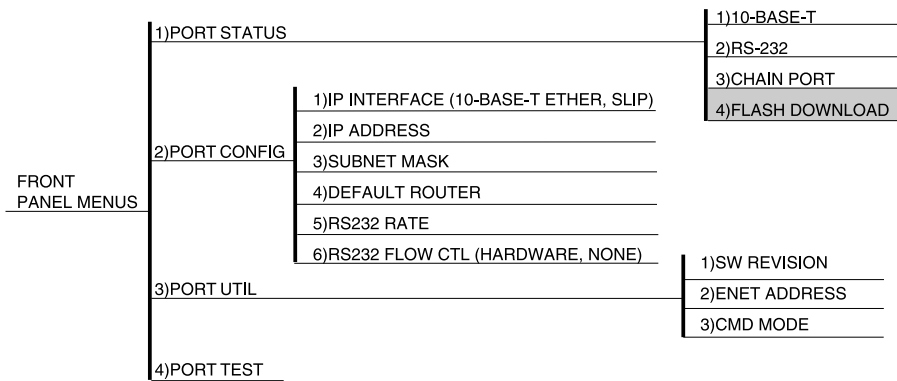 FRONT
PANEL MENUS
1)PORT STATUS
1)10-BASE-T
2)RS-232
3)CHAIN PORT
4)FLASH DOWNLOAD
2)PORT CONFIG
1)IP INTERFACE (10-BASE-T ETHER, SLIP)
2)IP ADDRESS
3)SUBNET MASK
4)DEFAULT ROUTER
5)RS232 RATE
6)RS232 FLOW CTL (HARDWARE, NONE)
3)PORT UTIL
1)SW REVISION
2)ENET ADDRESS
3)CMD MODE
4)PORT TEST